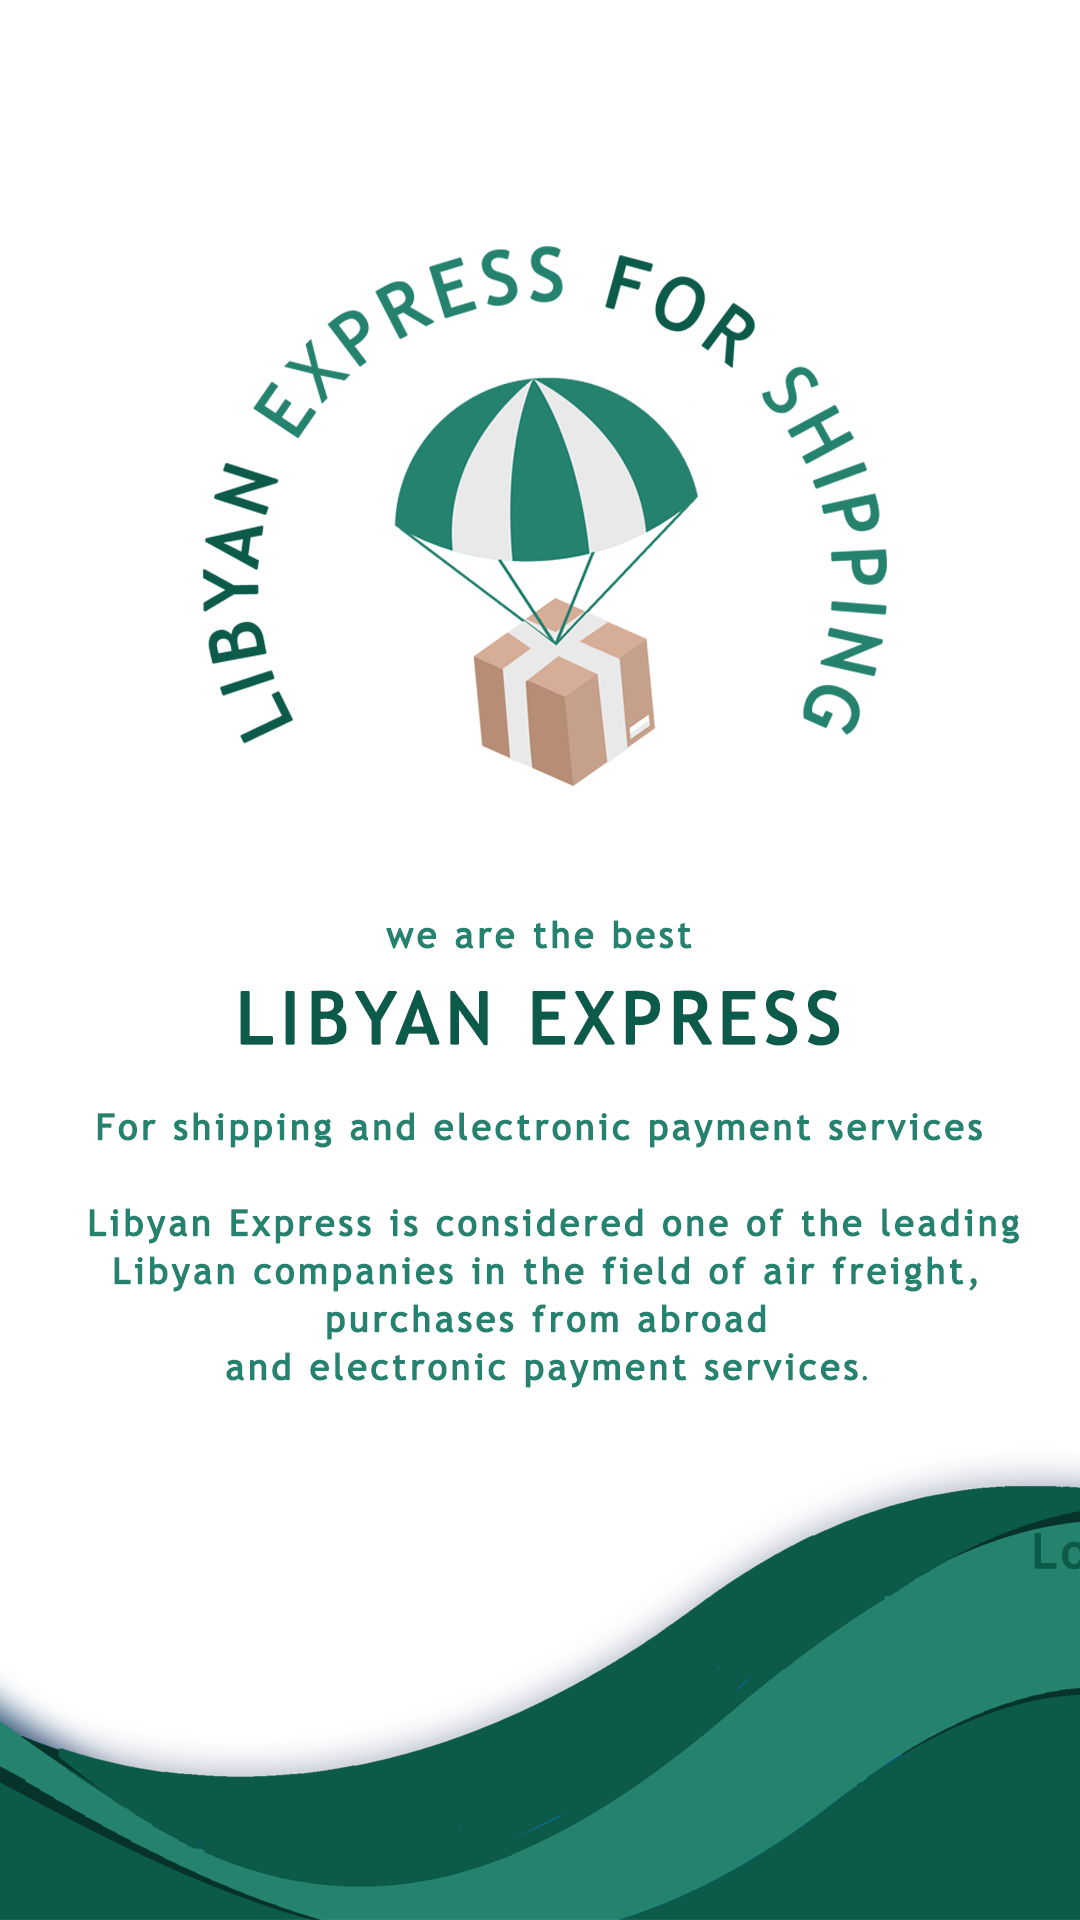 LIBYAN EXPRESS FOR SHIPPING
we are the best
LIBYAN EXPRESS
For shipping and electronic payment services
Libyan Express is considered one of the leading
Libyan companies in the field of air freight,
purchases from abroad
and electronic payment services.